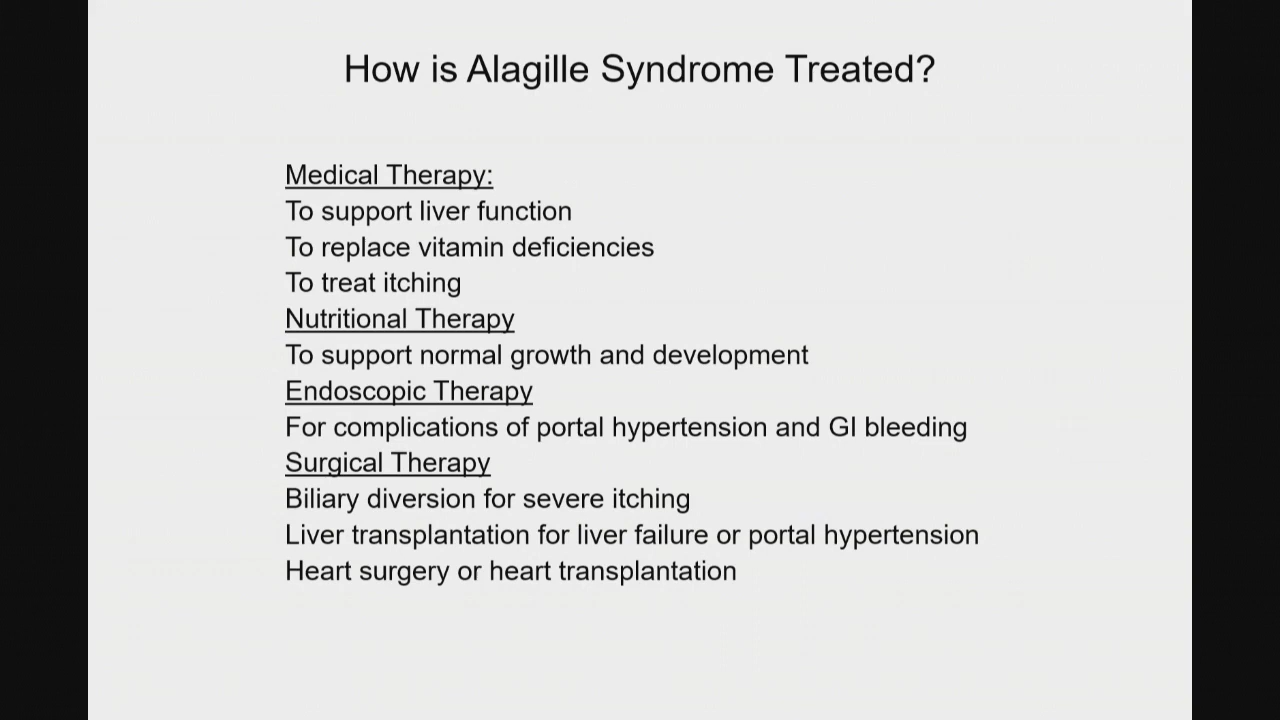 How is Alagille Syndrome Treated?
Medical Therapy:
To support liver function
To replace vitamin deficiencies
To treat itching
Nutritional Therapy
To support normal growth and development
Endoscopic Therapy
For complications of portal hypertension and GI bleeding
Surgical Therapy
Biliary diversion for severe itching
Liver transplantation for liver failure or portal hypertension
Heart surgery or heart transplantation